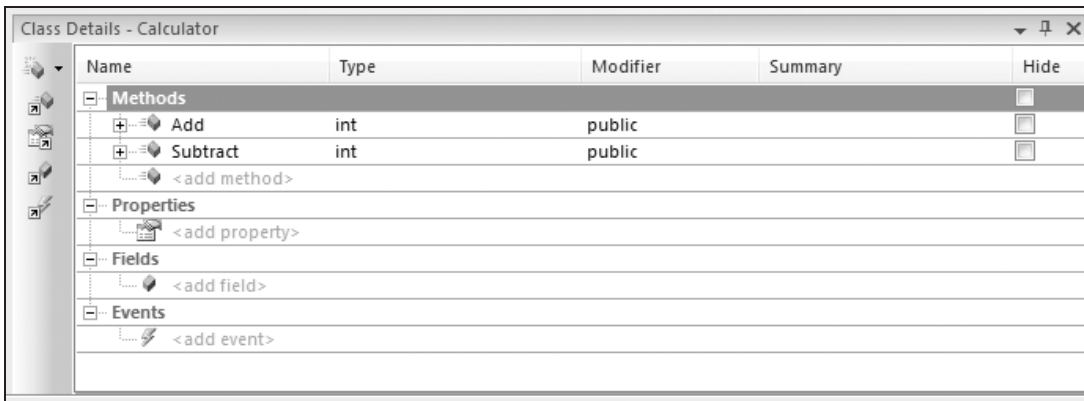 Class Details - Calculator
Name Type Modifier Summary Hide
Methods
Add int public
Subtract int public
<add method>
Properties
<add property>
Fields
<add field>
Events
<add event>